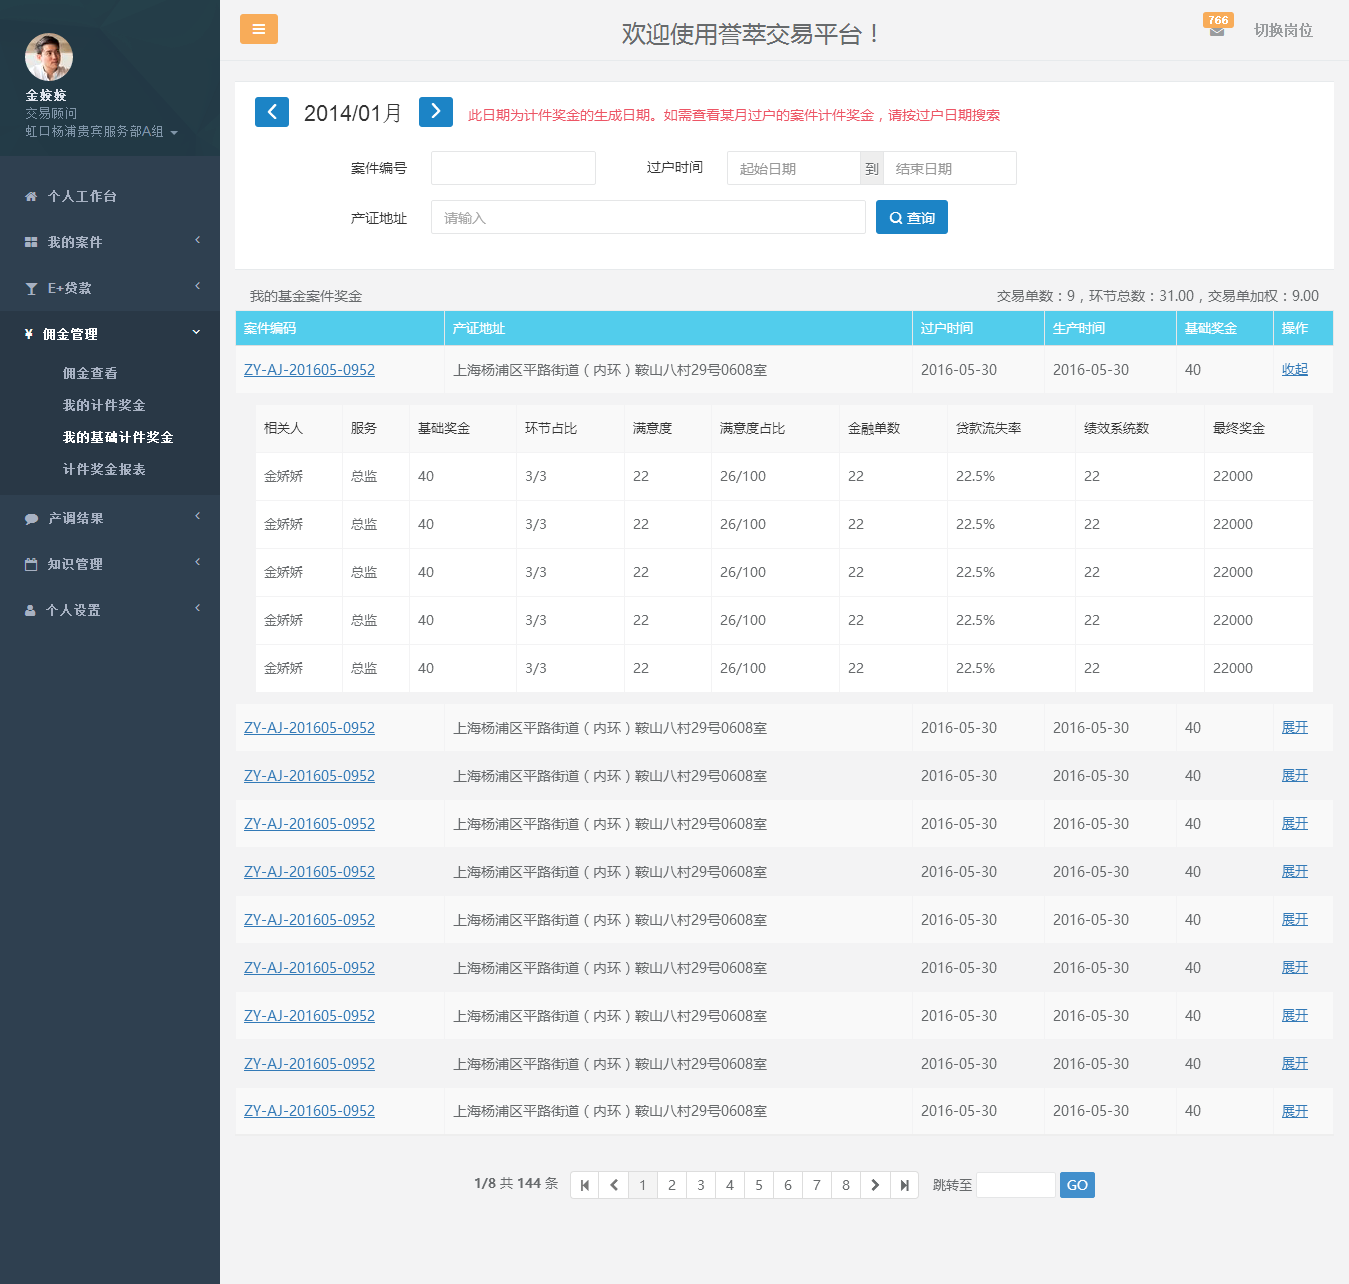 欢迎使用誉萃交易平台！
766
切换岗位
金姣姣
交易顾问
虹口杨浦贵宾服务部A组
个人工作台
我的案件
E+贷款
¥ 佣金管理
佣金查看
我的计件奖金
我的基础计件奖金
计件奖金报表
产调结果
知识管理
个人设置
2014/01月
此日期为计件奖金的生成日期。如需查看某月过户的案件计件奖金，请按过户日期搜索
案件编号 过户时间 起始日期 到 结束日期
产证地址 请输入 查询
我的基金案件奖金 交易单数：9，环节总数：31.00，交易单加权：9.00
案件编码 产证地址 过户时间 生产时间 基础奖金 操作
ZY-AJ-201605-0952 上海杨浦区平路街道（内环）鞍山八村29号0608室 2016-05-30 2016-05-30 40 收起
相关人 服务 基础奖金 环节占比 满意度 满意度占比 金融单数 贷款流失率 绩效系统数 最终奖金
金娇娇 总监 40 3/3 22 26/100 22 22.5% 22 22000
金娇娇 总监 40 3/3 22 26/100 22 22.5% 22 22000
金娇娇 总监 40 3/3 22 26/100 22 22.5% 22 22000
金娇娇 总监 40 3/3 22 26/100 22 22.5% 22 22000
金娇娇 总监 40 3/3 22 26/100 22 22.5% 22 22000
ZY-AJ-201605-0952 上海杨浦区平路街道（内环）鞍山八村29号0608室 2016-05-30 2016-05-30 40 展开
ZY-AJ-201605-0952 上海杨浦区平路街道（内环）鞍山八村29号0608室 2016-05-30 2016-05-30 40 展开
ZY-AJ-201605-0952 上海杨浦区平路街道（内环）鞍山八村29号0608室 2016-05-30 2016-05-30 40 展开
ZY-AJ-201605-0952 上海杨浦区平路街道（内环）鞍山八村29号0608室 2016-05-30 2016-05-30 40 展开
ZY-AJ-201605-0952 上海杨浦区平路街道（内环）鞍山八村29号0608室 2016-05-30 2016-05-30 40 展开
ZY-AJ-201605-0952 上海杨浦区平路街道（内环）鞍山八村29号0608室 2016-05-30 2016-05-30 40 展开
ZY-AJ-201605-0952 上海杨浦区平路街道（内环）鞍山八村29号0608室 2016-05-30 2016-05-30 40 展开
ZY-AJ-201605-0952 上海杨浦区平路街道（内环）鞍山八村29号0608室 2016-05-30 2016-05-30 40 展开
ZY-AJ-201605-0952 上海杨浦区平路街道（内环）鞍山八村29号0608室 2016-05-30 2016-05-30 40 展开
1/8 共 144 条 1 2 3 4 5 6 7 8 跳转至 GO